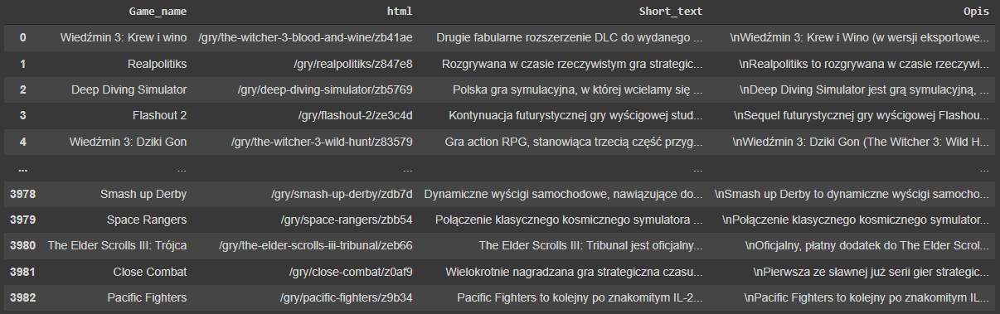 Game_name html Short_text Opis
0 Wiedźmin 3: Krew i wino /gry/the-witcher-3-blood-and-wine/zb41ae Drugie fabularne rozszerzenie DLC do wydanego ... \nWiedźmin 3: Krew i Wino (w wersji eksportowe...
1 Realpolitiks /gry/realpolitiks/z847e8 Rozgrywana w czasie rzeczywistym gra strategic... \nRealpolitiks to rozgrywana w czasie rzeczywi...
2 Deep Diving Simulator /gry/deep-diving-simulator/zb5769 Polska gra symulacyjna, w której wcielamy się ... \nDeep Diving Simulator jest grą symulacyjną, ...
3 Flashout 2 /gry/flashout-2/ze3c4d Kontynuacja futurystycznej gry wyścigowej stud... \nSequel futurystycznej gry wyścigowej Flashou...
4 Wiedźmin 3: Dziki Gon /gry/the-witcher-3-wild-hunt/z83579 Gra action RPG, stanowiąca trzecią część przyg... \nWiedźmin 3: Dziki Gon (The Witcher 3: Wild H...
... ... ... ... ...
3978 Smash up Derby /gry/smash-up-derby/zdb7d Dynamiczne wyścigi samochodowe, nawiązujące do... \nSmash up Derby to dynamiczne wyścigi samocho...
3979 Space Rangers /gry/space-rangers/zbb54 Połączenie klasycznego kosmicznego symulatora ... \nPołączenie klasycznego kosmicznego symulator...
3980 The Elder Scrolls III: Trójca /gry/the-elder-scrolls-iii-tribunal/zeb66 The Elder Scrolls III: Tribunal jest oficjalny... \nOficjalny, płatny dodatek do The Elder Scrol...
3981 Close Combat /gry/close-combat/z0af9 Wielokrotnie nagradzana gra strategiczna czasu... \nPierwsza ze sławnej już serii gier strategic...
3982 Pacific Fighters /gry/pacific-fighters/z9b34 Pacific Fighters to kolejny po znakomitym IL-2... \nPacific Fighters to kolejny po znakomitym IL...